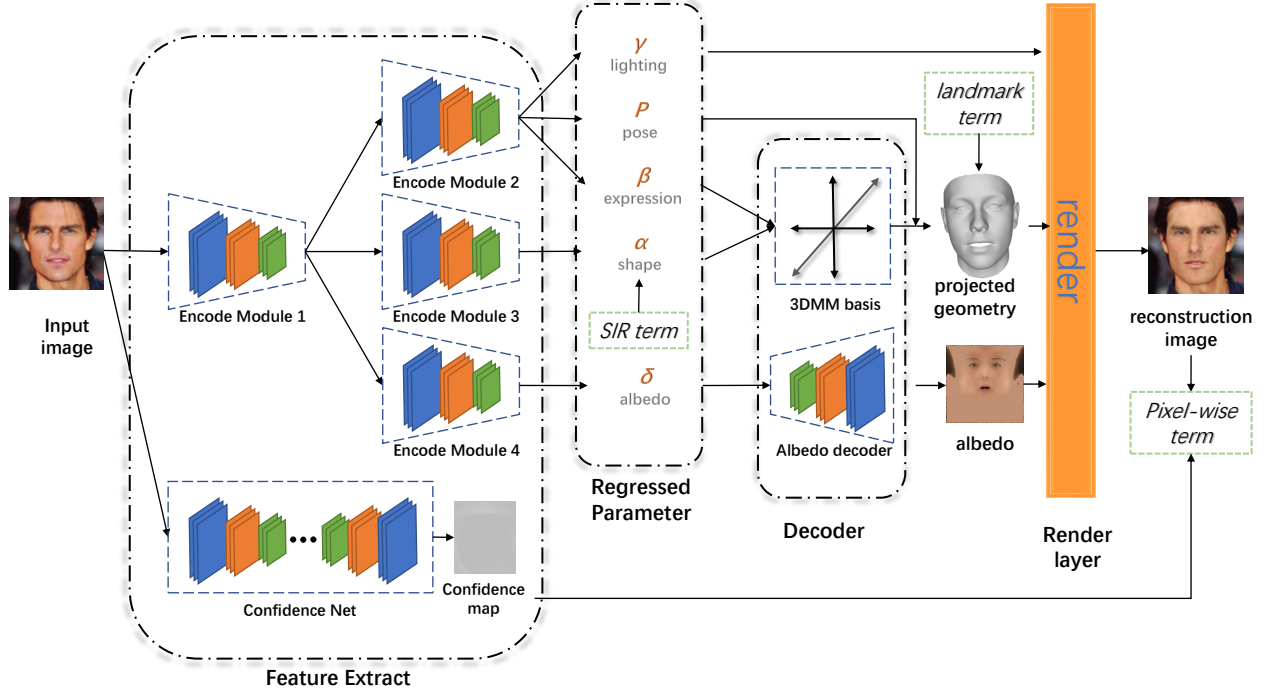 Input
image
Encode Module 1
Encode Module 2
Encode Module 3
Encode Module 4
Confidence Net
Confidence
map
Feature Extract
γ
lighting
P
pose
β
expression
α
shape
SIR term
δ
albedo
Regressed
Parameter
3DMM basis
Albedo decoder
Decoder
landmark
term
projected
geometry
albedo
render
Render
layer
reconstruction
image
Pixel-wise
term